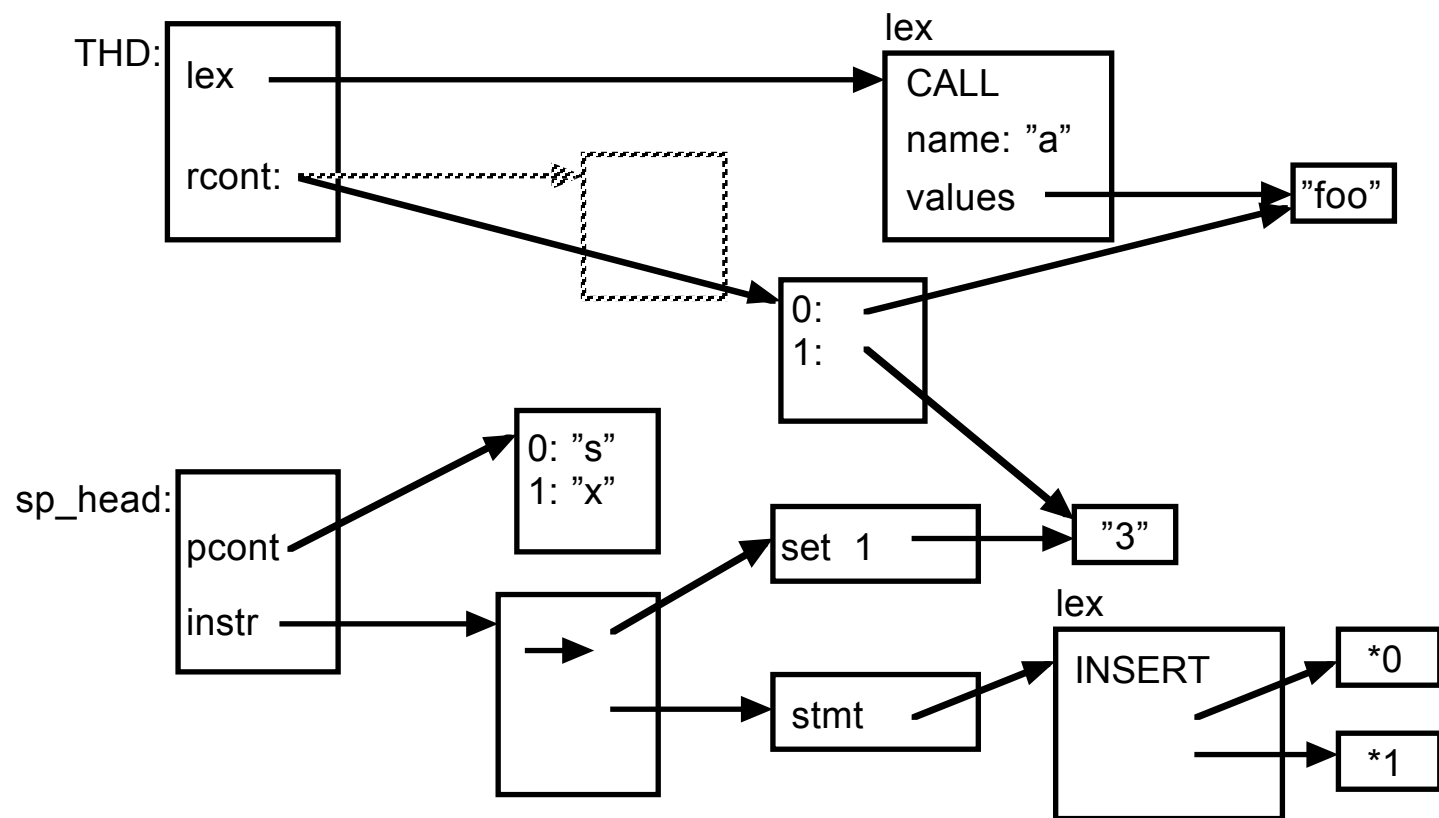 lex
THD:
lex
CALL
name: ”a”
rcont:
values
”foo”
0:
1:
0: ”s”
1: ”x”
sp_head:
pcont
set 1
”3”
instr
lex
INSERT
*0
stmt
*1